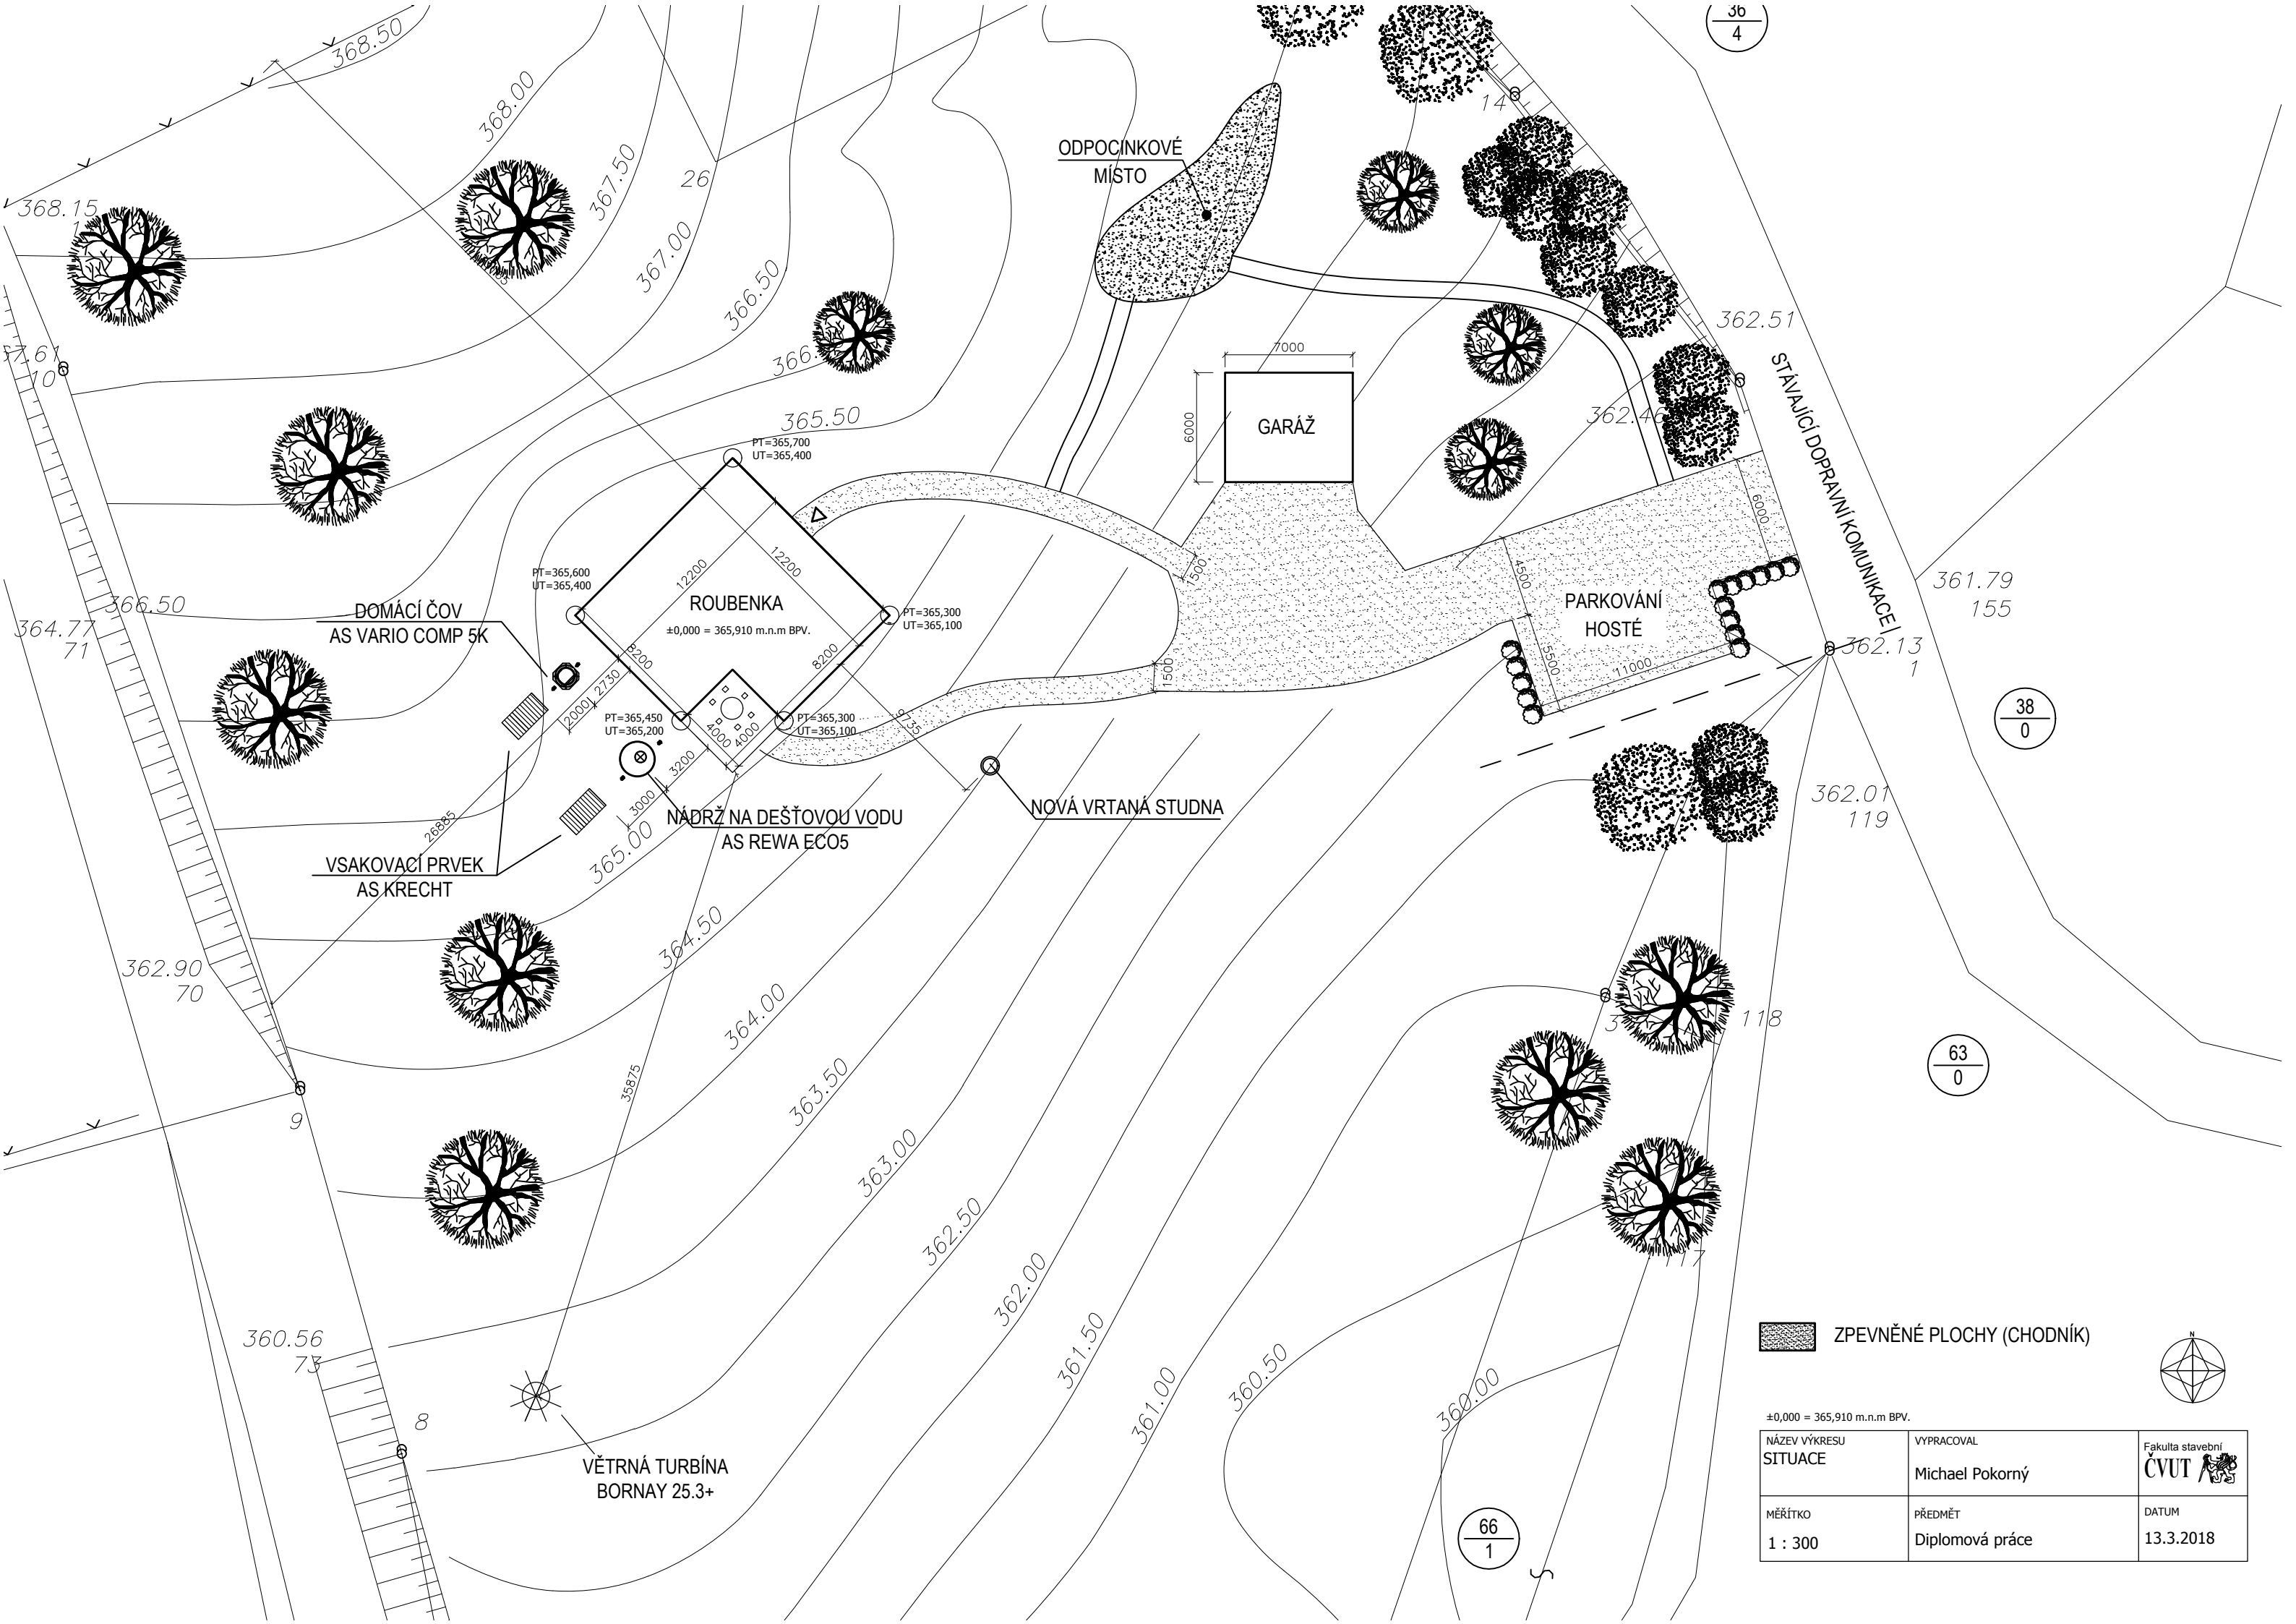 36
4
368.50
368.00
14
ODPOCINKOVÉ
MÍSTO
367.50
26
368.15
367.00
366.50
362.51
7000
10
365.50
6000
GARÁŽ
STÁVAJÍCÍ DOPRAVNÍ KOMUNIKACE
PT=365,700
UT=365,400
6000
12200
12200
PT=365,600
UT=365,400
1500
4500
361.79
155
366.50
DOMÁCÍ ČOV
AS VARIO COMP 5K
ROUBENKA
±0,000 = 365,910 m.n.m BPV.
PT=365,300
UT=365,100
PARKOVÁNÍ
HOSTÉ
364.77
71
8200
8200
5500
11000
362.13
1
1500
2730
2000
38
0
PT=365,450
UT=365,200
4000
4000
PT=365,300
UT=365,100
9735
3200
3000
NÁDRŽ NA DEŠŤOVOU VODU
AS REWA ECO5
NOVÁ VRTANÁ STUDNA
362.01
119
26885
365.00
VSAKOVACÍ PRVEK
AS KRECHT
364.50
362.90
70
364.00
118
63
0
35875
363.50
9
363.00
362.50
362.00
361.50
361.00
360.50
360.00
360.56
73
8
VĚTRNÁ TURBÍNA
BORNAY 25.3+
66
1
ZPEVNĚNÉ PLOCHY (CHODNÍK)
N
±0,000 = 365,910 m.n.m BPV.
NÁZEV VÝKRESU
SITUACE
VYPRACOVAL
Michael Pokorný
Fakulta stavební
ČVUT
MĚŘÍTKO
1 : 300
PŘEDMĚT
Diplomová práce
DATUM
13.3.2018